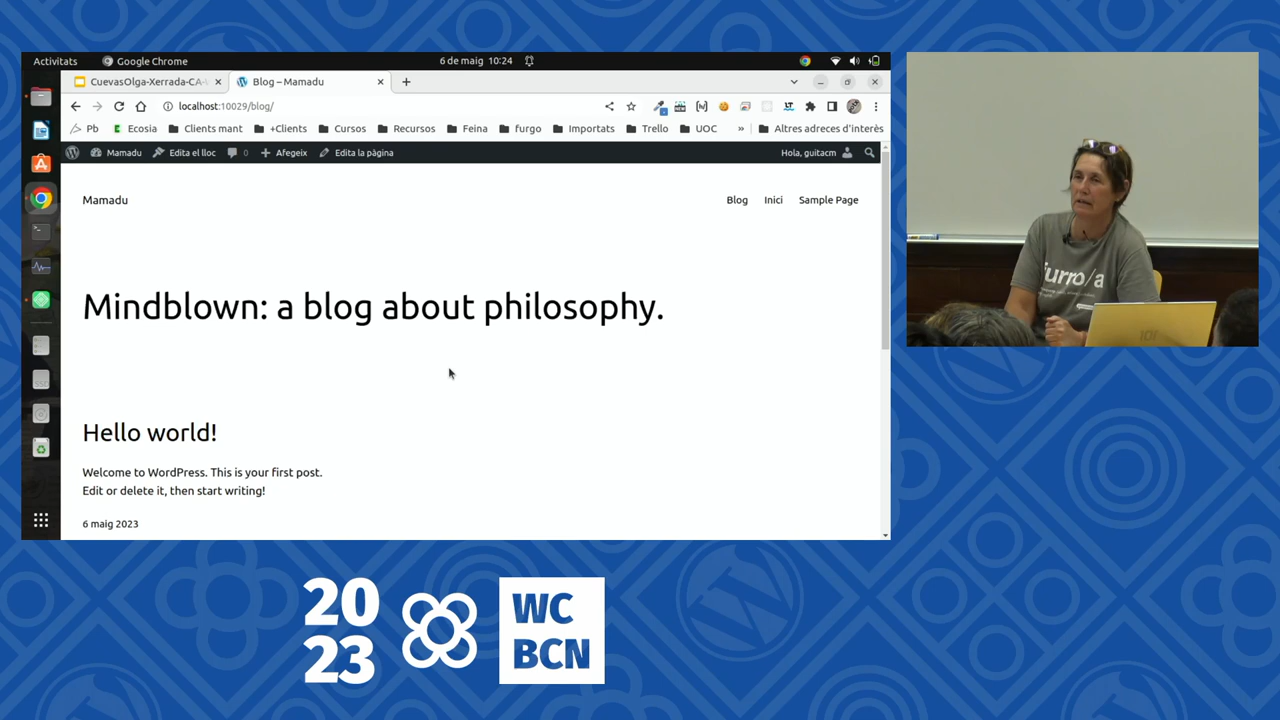 Activitats
Google Chrome
6 de maig 10:24
CuevasOlga-Xerrada-CA-
Blog – Mamadu
localhost:10029/blog/
Pb
Ecosia
Clients mant
+Clients
Cursos
Recursos
Feina
furgo
Importats
Trello
UOC
»
Altres adreces d'interès
Mamadu
Edita el lloc
0
Afegeix
Edita la pàgina
Hola, guitacm
Mamadu
Blog
Inici
Sample Page
Mindblown: a blog about philosophy.
Hello world!
Welcome to WordPress. This is your first post.
Edit or delete it, then start writing!
6 maig 2023
20
23
WC
BCN